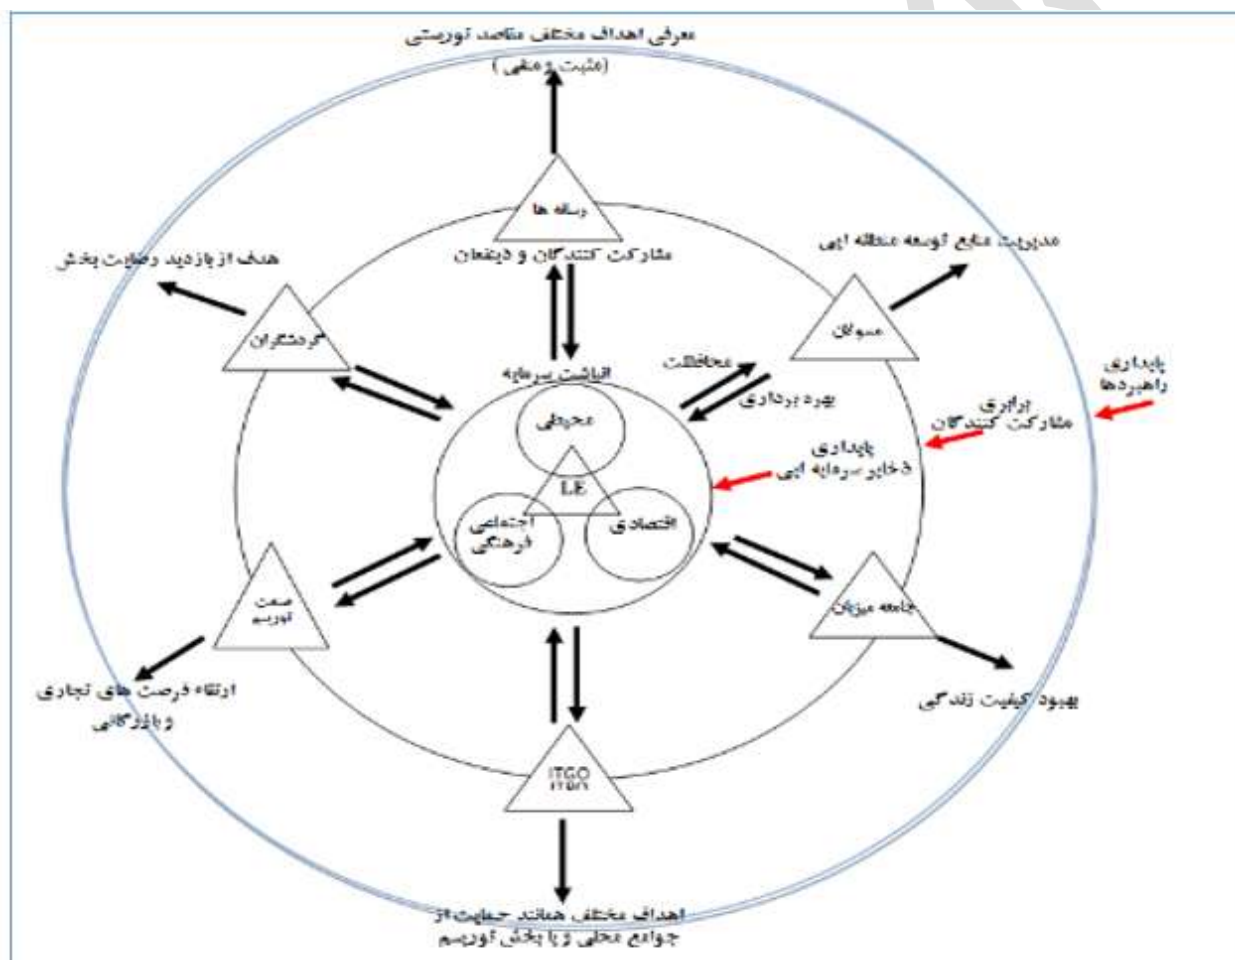 معرفی اهداف مختلف مقاصد توریستی
(مثبت و منفی )
رسانه ها
مشارکت کنندگان و ذینفعان
مدیریت منابع توسعه منطقه ایی
هدف از بازدید رضایت بخش
مسولان
گردشگران
محافظت
بهره برداری
انباشت سرمایه
پایداری
راهبردها
برابری
مشارکت کنندگان
پایداری
ذخایر سرمایه ایی
محیطی
LE
اجتماعی
فرهنگی
اقتصادی
صنعت
توریسم
جامعه میزبان
ارتقاء فرصت های تجاری
و بازرگانی
بهبود کیفیت زندگی
ITGO
اهداف مختلف همانند حمایت از
جوامع محلی و یا بخش توریسم